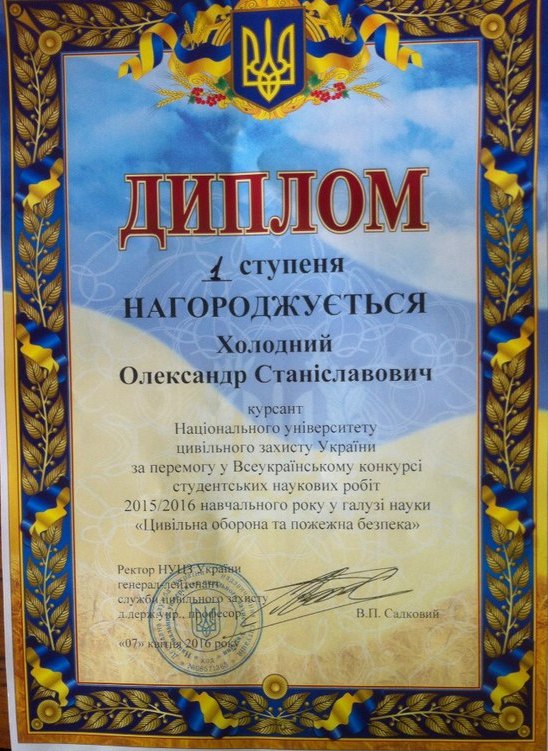 ДИПЛОМ
1 ступеня
НАГОРОДЖУЄТЬСЯ
Холодний
Олександр Станіславович
курсант
Національного університету
цивільного захисту України
за перемогу у Всеукраїнському конкурсі
студентських наукових робіт
2015/2016 навчального року у галузі науки
«Цивільна оборона та пожежна безпека»
Ректор НУЦЗ України
генерал-лейтенант
служби цивільного захисту
д.держ.упр., професор
В.П. Садковий
«07» квітня 2016 року